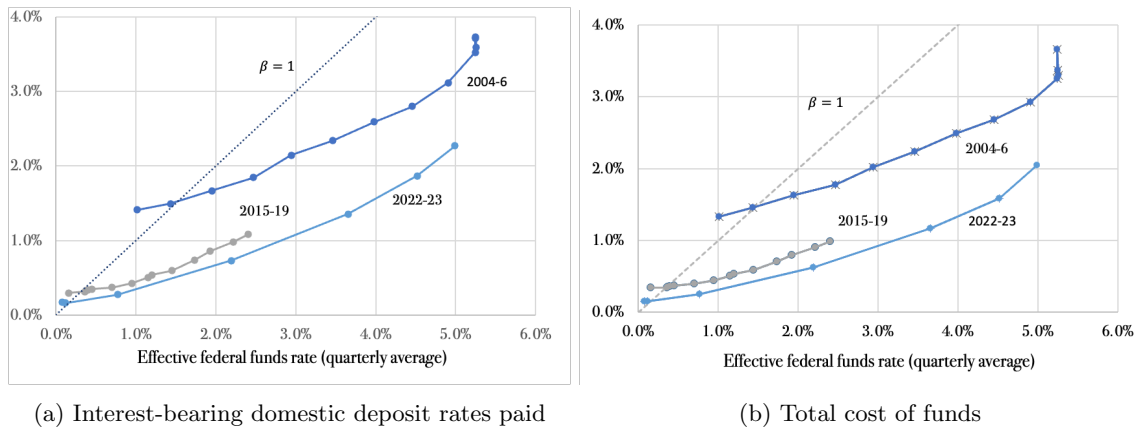 4.0%
3.0%
2.0%
1.0%
0.0%
β = 1
2004-6
2015-19
2022-23
0.0% 1.0% 2.0% 3.0% 4.0% 5.0% 6.0%
Effective federal funds rate (quarterly average)
(a) Interest-bearing domestic deposit rates paid
4.0%
3.0%
2.0%
1.0%
0.0%
β = 1
2004-6
2015-19
2022-23
0.0% 1.0% 2.0% 3.0% 4.0% 5.0% 6.0%
Effective federal funds rate (quarterly average)
(b) Total cost of funds